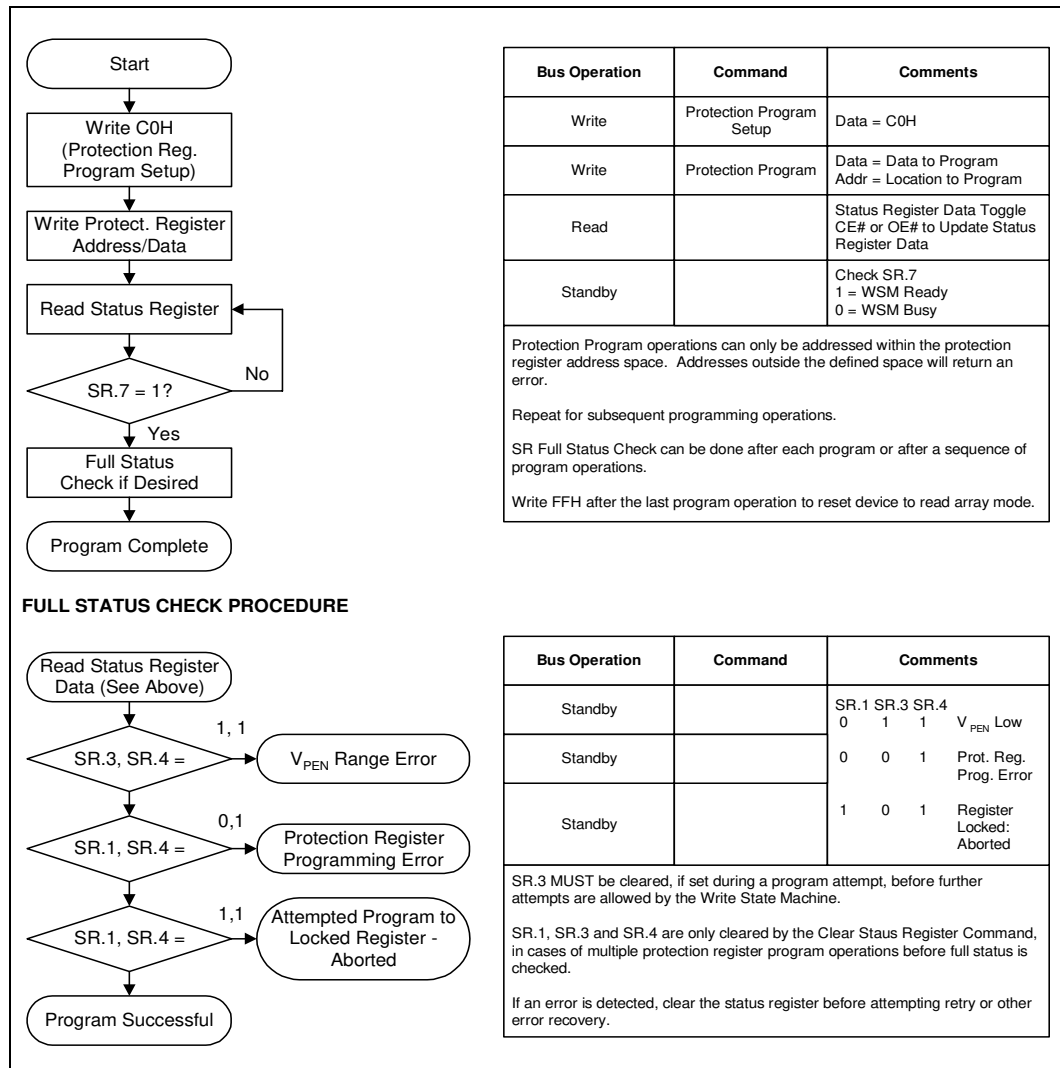 Start
Write C0H
(Protection Reg.
Program Setup)
Write Protect. Register
Address/Data
Read Status Register
No
SR.7 = 1?
Yes
Full Status
Check if Desired
Program Complete
Bus Operation Command Comments
Write Protection Program
Setup Data = C0H
Write Protection Program Data = Data to Program
Addr = Location to Program
Read Status Register Data Toggle
CE# or OE# to Update Status
Register Data
Standby Check SR.7
1 = WSM Ready
0 = WSM Busy
Protection Program operations can only be addressed within the protection
register address space. Addresses outside the defined space will return an
error.
Repeat for subsequent programming operations.
SR Full Status Check can be done after each program or after a sequence of
program operations.
Write FFH after the last program operation to reset device to read array mode.
FULL STATUS CHECK PROCEDURE
Read Status Register
Data (See Above)
1, 1
SR.3, SR.4 =
VPEN Range Error
0,1
SR.1, SR.4 =
Protection Register
Programming Error
1,1
SR.1, SR.4 =
Attempted Program to
Locked Register -
Aborted
Program Successful
Bus Operation Command Comments
Standby SR.1 SR.3 SR.4
0 1 1 VPEN Low
Standby 0 0 1 Prot. Reg.
Prog. Error
Standby 1 0 1 Register
Locked:
Aborted
SR.3 MUST be cleared, if set during a program attempt, before further
attempts are allowed by the Write State Machine.
SR.1, SR.3 and SR.4 are only cleared by the Clear Staus Register Command,
in cases of multiple protection register program operations before full status is
checked.
If an error is detected, clear the status register before attempting retry or other
error recovery.